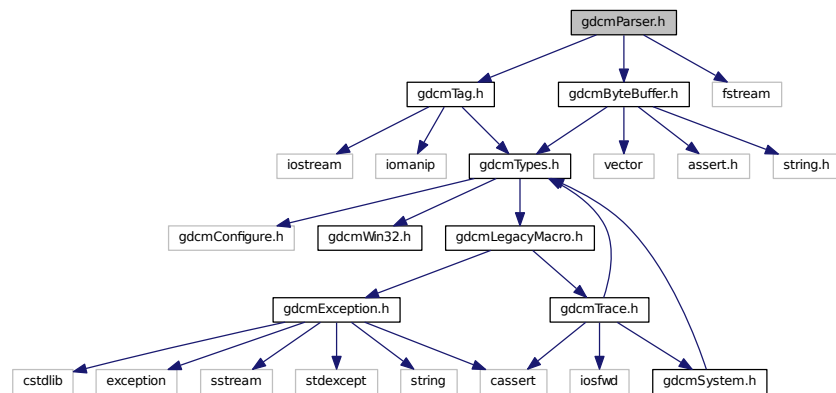 gdcmParser.h
gdcmTag.h
gdcmByteBuffer.h
fstream
iostream
iomanip
gdcmTypes.h
vector
assert.h
string.h
gdcmConfigure.h
gdcmWin32.h
gdcmLegacyMacro.h
gdcmException.h
gdcmTrace.h
cstdlib
exception
sstream
stdexcept
string
cassert
iosfwd
gdcmSystem.h